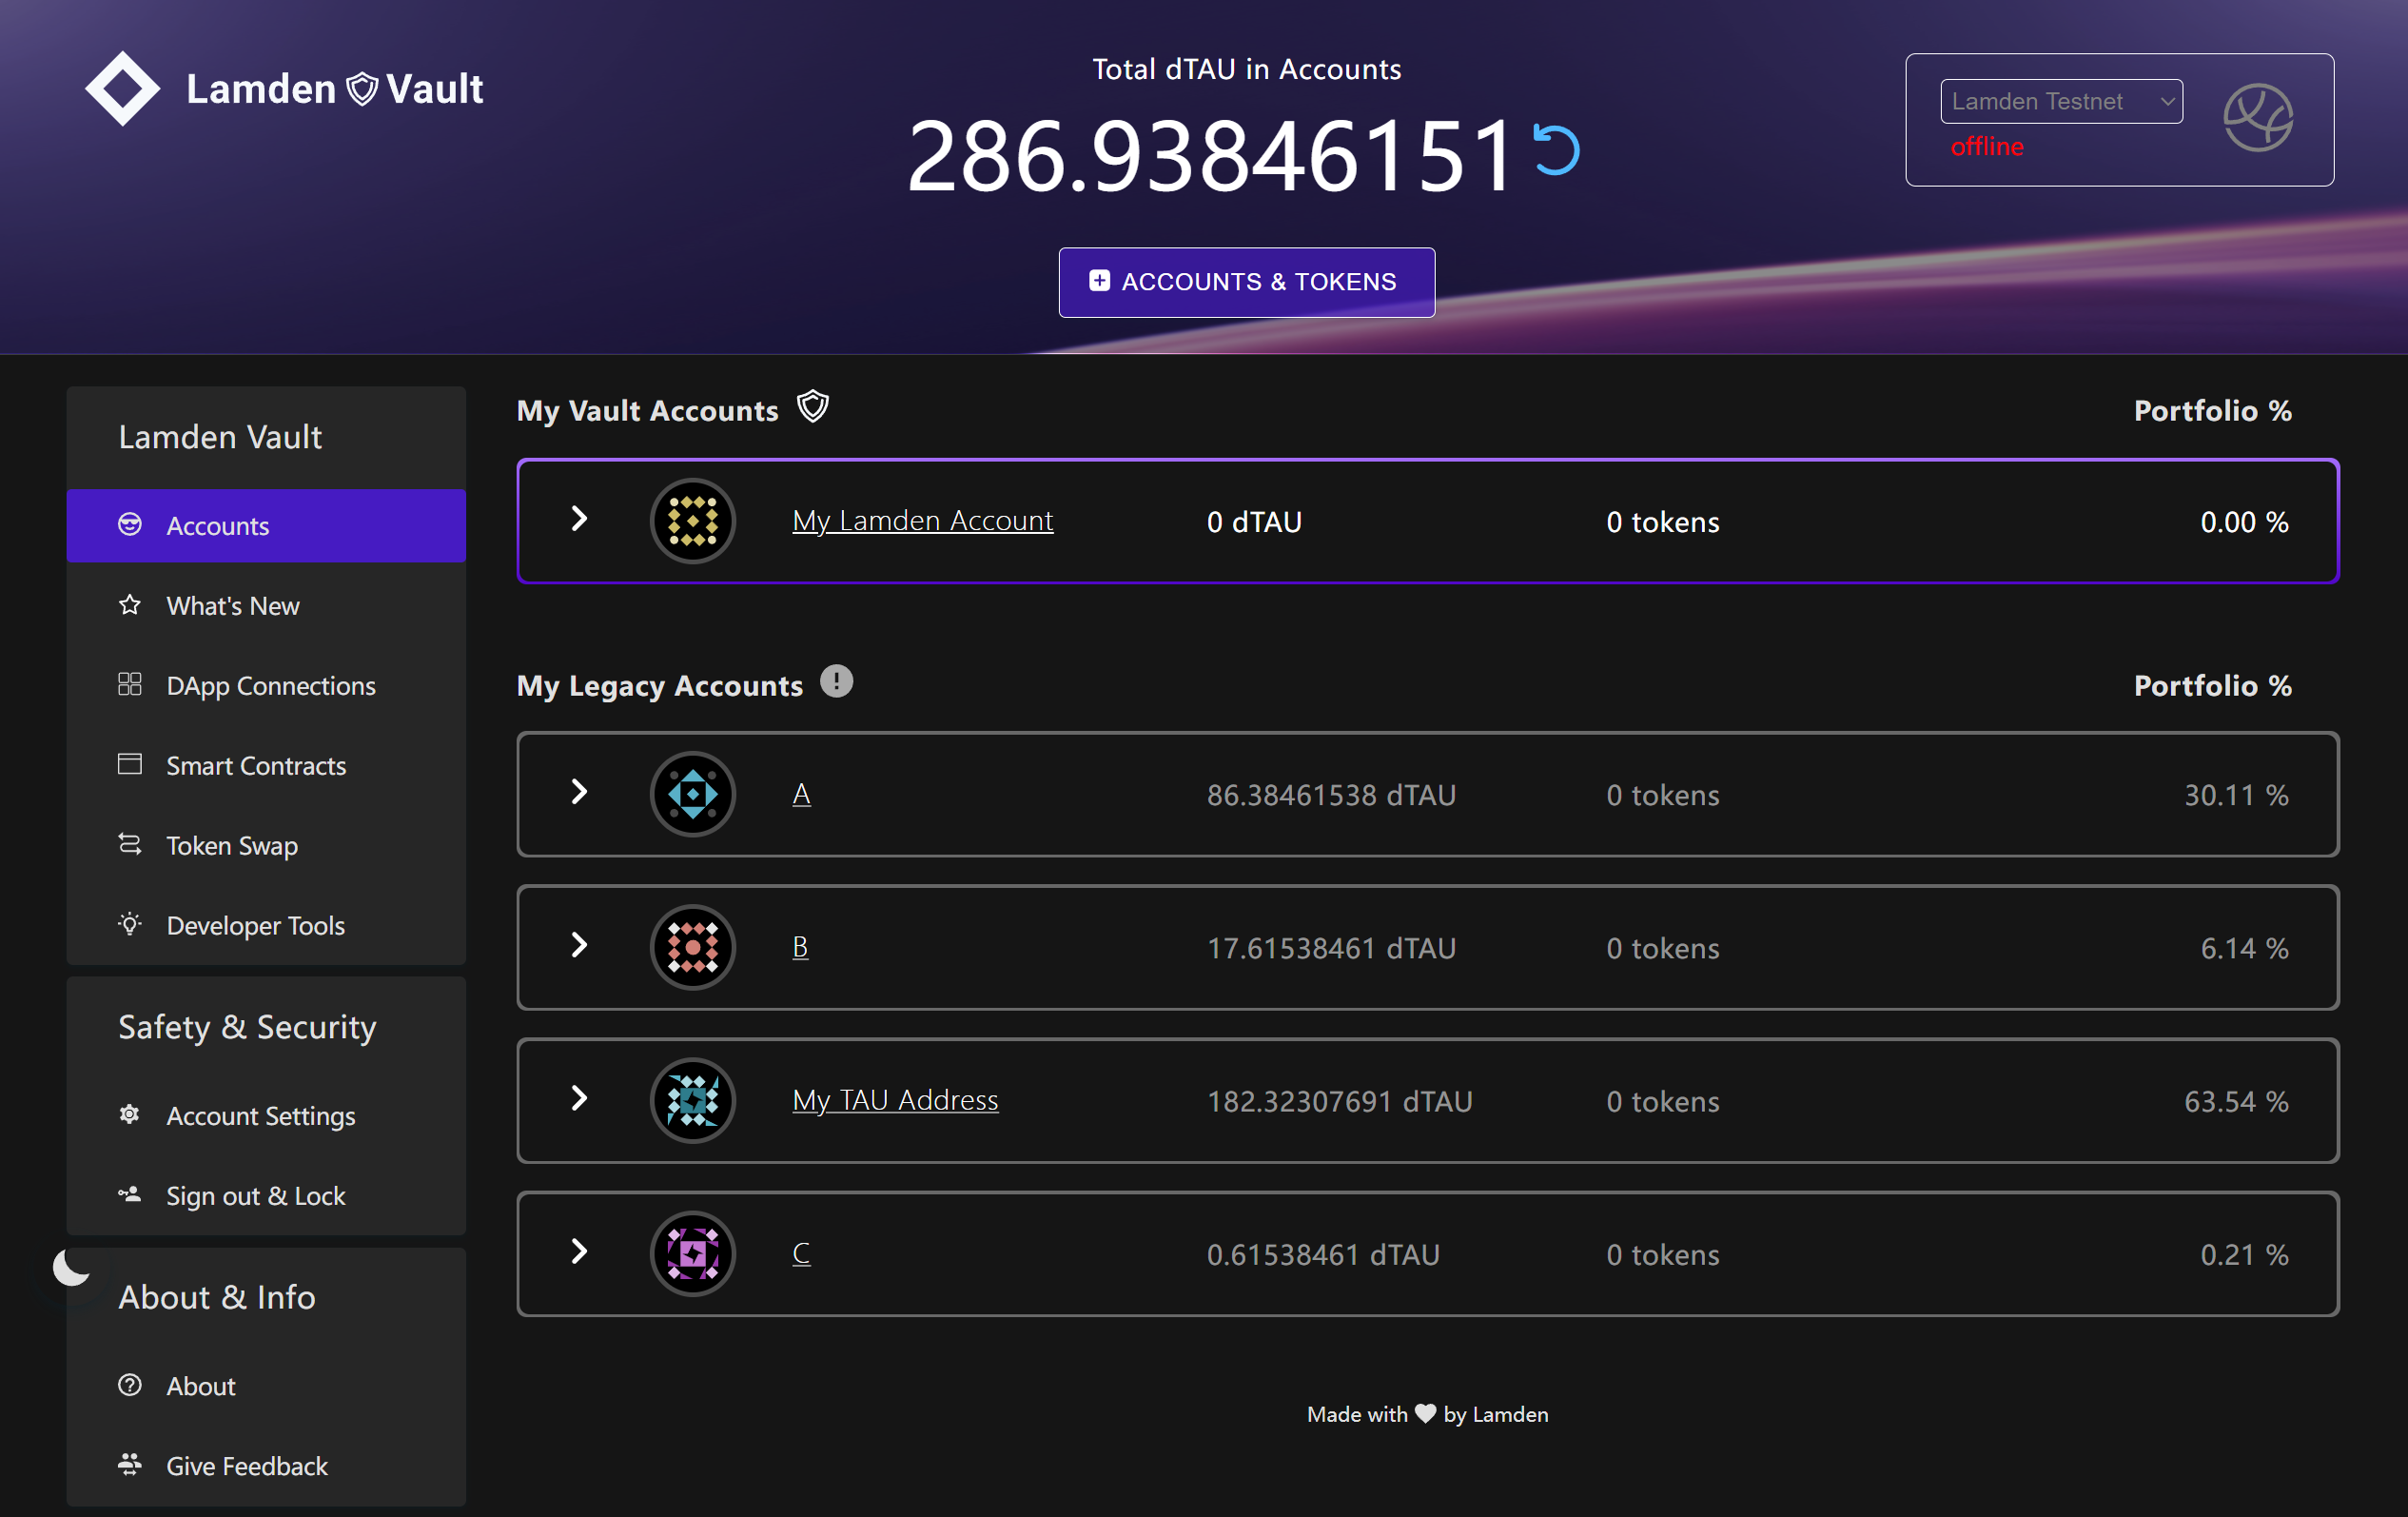 Lamden Vault
Total dTAU in Accounts
286.93846151
Lamden Testnet
offline
ACCOUNTS & TOKENS
Lamden Vault
Accounts
What's New
DApp Connections
Smart Contracts
Token Swap
Developer Tools
Safety & Security
Account Settings
Sign out & Lock
About & Info
About
Give Feedback
My Vault Accounts Portfolio %
My Lamden Account 0 dTAU 0 tokens 0.00 %
My Legacy Accounts Portfolio %
A 86.38461538 dTAU 0 tokens 30.11 %
B 17.61538461 dTAU 0 tokens 6.14 %
My TAU Address 182.32307691 dTAU 0 tokens 63.54 %
C 0.61538461 dTAU 0 tokens 0.21 %
Made with by Lamden